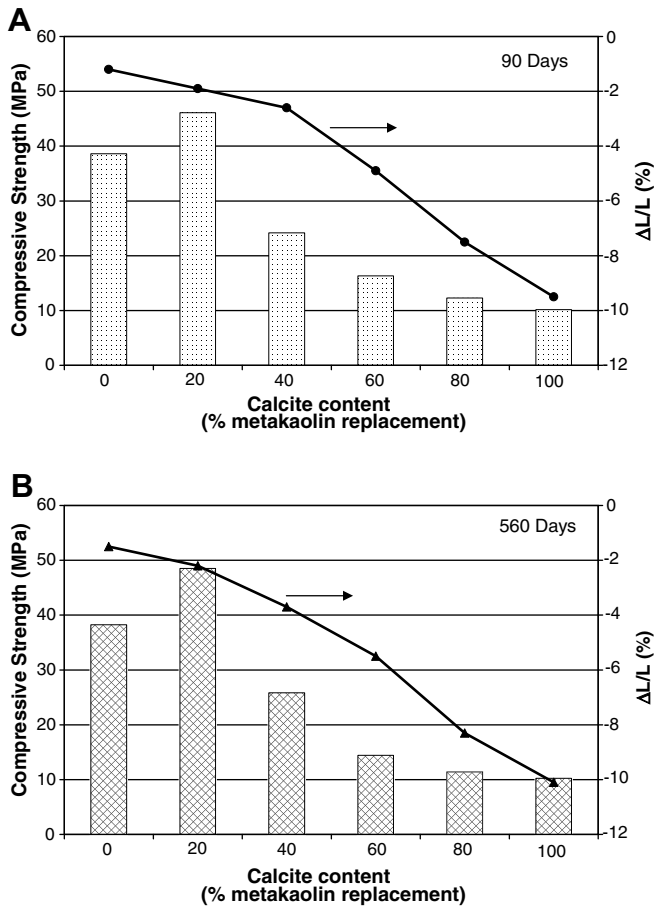 A
60
50
40
30
20
10
0
Compressive Strength (MPa)
90 Days
0
-2
-4
-6
-8
-10
-12
ΔL/L (%)
0 20 40 60 80 100
Calcite content
(% metakaolin replacement)
B
60
50
40
30
20
10
0
Compressive Strength (MPa)
560 Days
0
-2
-4
-6
-8
-10
-12
ΔL/L (%)
0 20 40 60 80 100
Calcite content
(% metakaolin replacement)